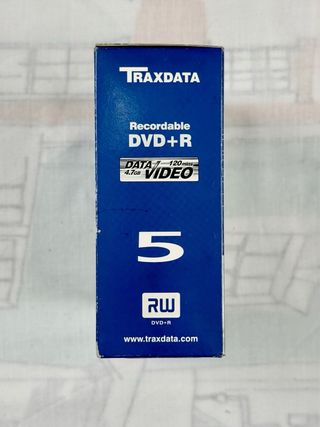 TRAXDATA
Recordable
DVD+R
DATA 120 mins
4.7GB VIDEO
5
RW
DVD+R
www.traxdata.com